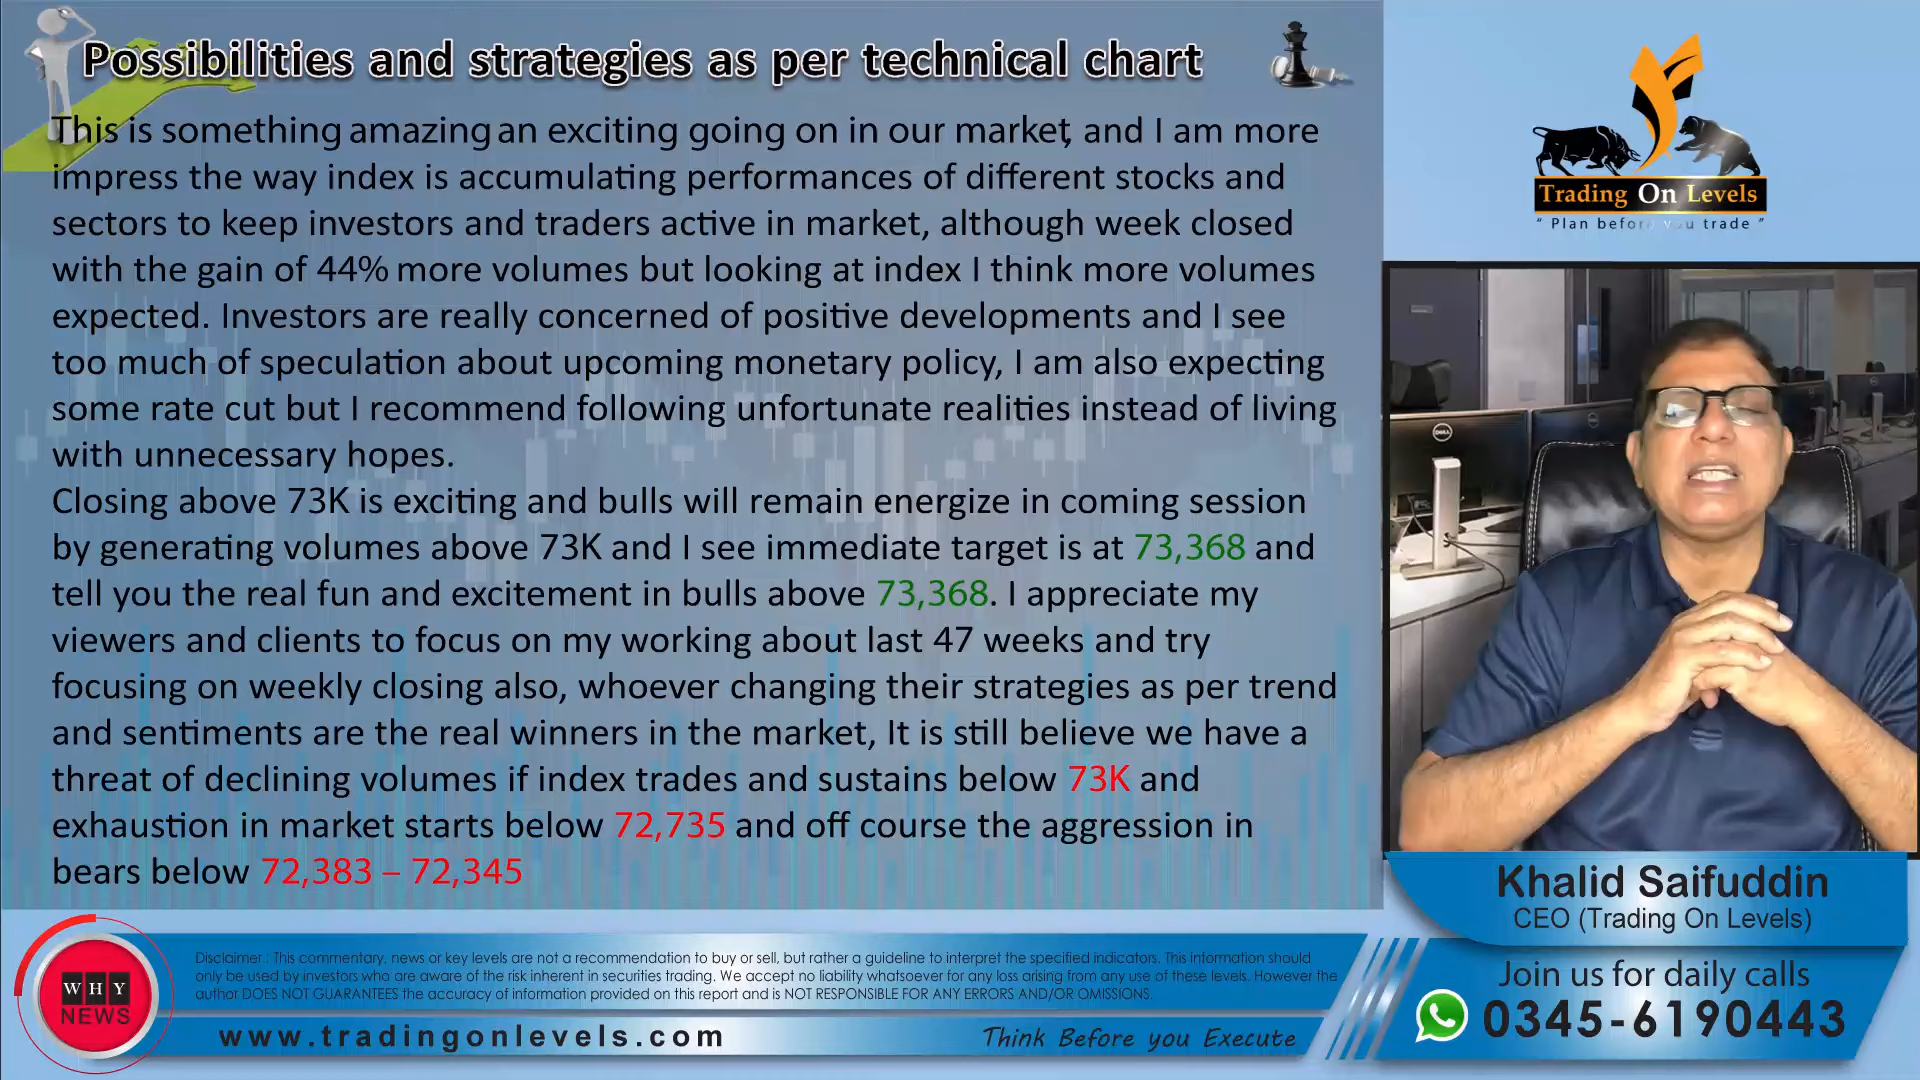 Possibilities and strategies as per technical chart
This is something amazing an exciting going on in our market, and I am more
impress the way index is accumulating performances of different stocks and
sectors to keep investors and traders active in market, although week closed
with the gain of 44% more volumes but looking at index I think more volumes
expected. Investors are really concerned of positive developments and I see
too much of speculation about upcoming monetary policy, I am also expecting
some rate cut but I recommend following unfortunate realities instead of living
with unnecessary hopes.
Closing above 73K is exciting and bulls will remain energize in coming session
by generating volumes above 73K and I see immediate target is at 73,368 and
tell you the real fun and excitement in bulls above 73,368. I appreciate my
viewers and clients to focus on my working about last 47 weeks and try
focusing on weekly closing also, whoever changing their strategies as per trend
and sentiments are the real winners in the market, It is still believe we have a
threat of declining volumes if index trades and sustains below 73K and
exhaustion in market starts below 72,735 and off course the aggression in
bears below 72,383 – 72,345
Trading On Levels
“ Plan before you trade ”
DELL
Khalid Saifuddin
CEO (Trading On Levels)
Join us for daily calls
0345-6190443
WHY
NEWS
Disclaimer : This commentary, news or key levels are not a recommendation to buy or sell, but rather a guideline to interpret the specified indicators. This information should
only be used by investors who are aware of the risk inherent in securities trading. We accept no liability whatsoever for any loss arising from any use of these levels. However the
author DOES NOT GUARANTEES the accuracy of information provided on this report and is NOT RESPONSIBLE FOR ANY ERRORS AND/OR OMISSIONS.
www.tradingonlevels.com
Think Before you Execute